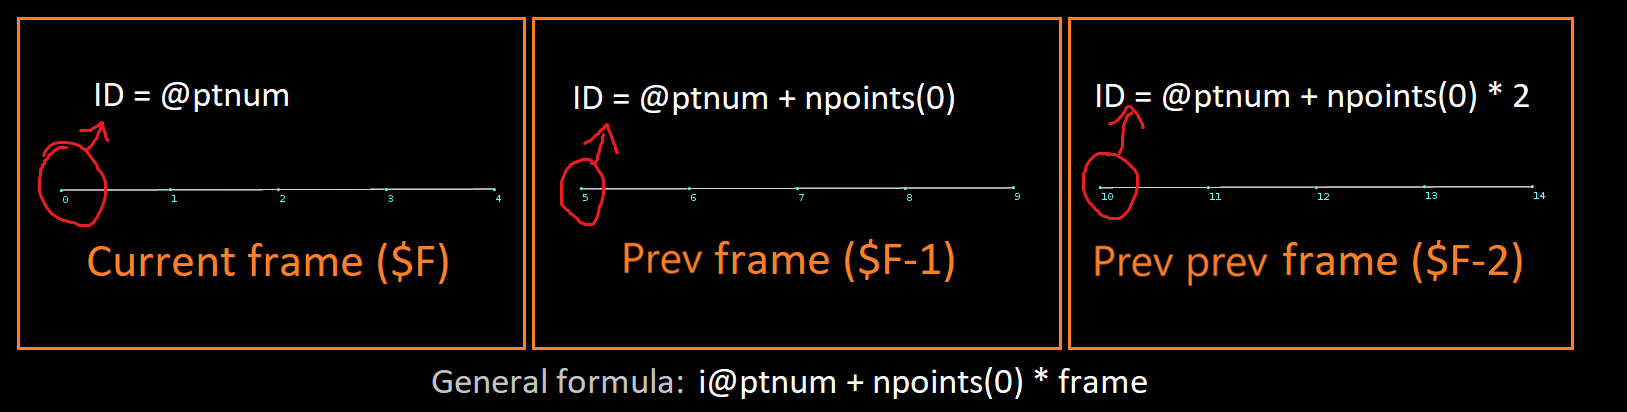 ID = @ptnum
0 1 2 3 4
Current frame ($F)
ID = @ptnum + npoints(0)
5 6 7 8 9
Prev frame ($F-1)
ID = @ptnum + npoints(0) * 2
10 11 12 13 14
Prev prev frame ($F-2)
General formula: i@ptnum + npoints(0) * frame